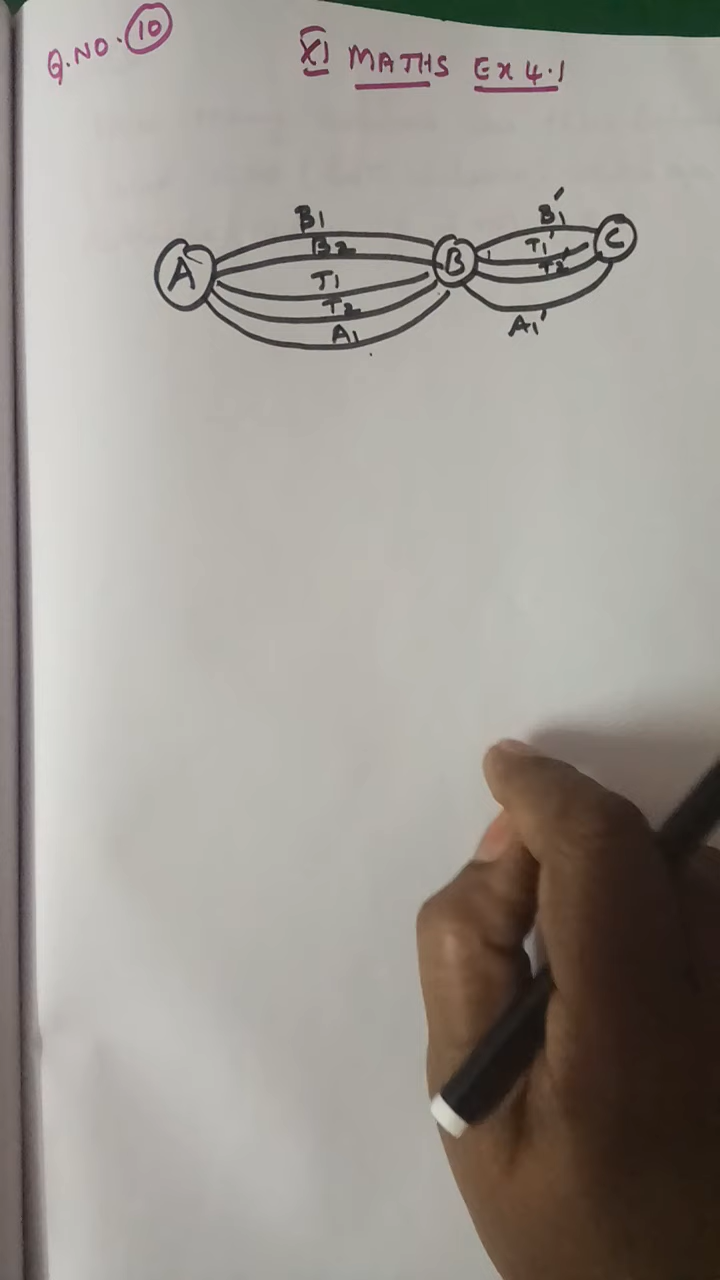 Q.NO. 10
XI MATHS Ex 4.1
B1 B1'
B2 T1'
A B C
T1 T2'
T2
A1 A1'